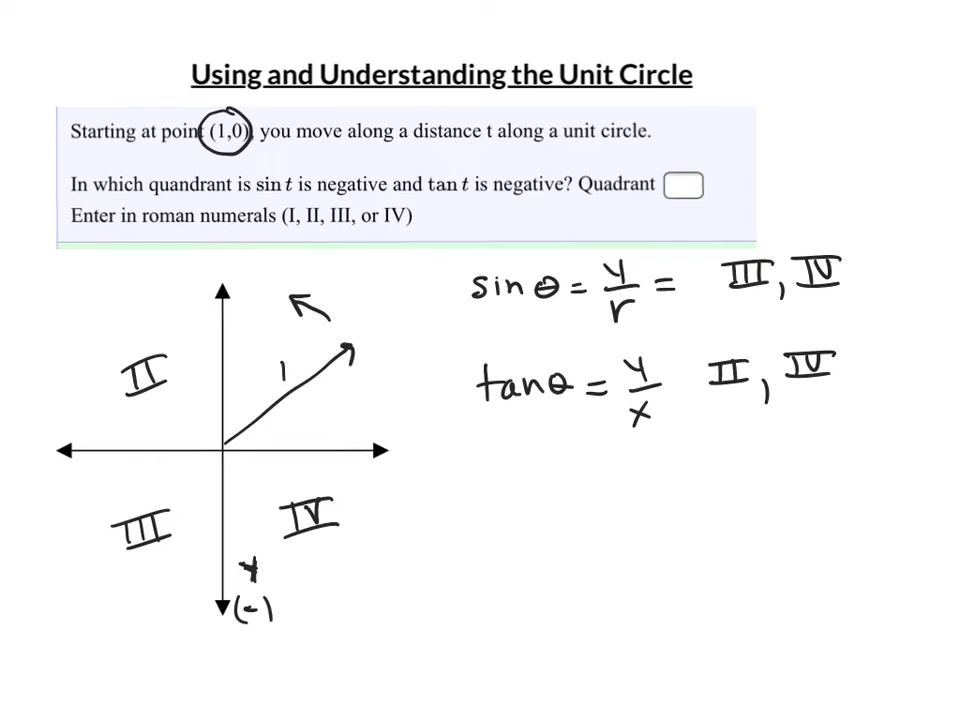 Using and Understanding the Unit Circle
Starting at point (1,0), you move along a distance t along a unit circle.
In which quandrant is sin t is negative and tan t is negative? Quadrant
Enter in roman numerals (I, II, III, or IV)
sin θ = y/r = III, IV
tan θ = y/x II, IV
II
1
III
IV
y
(-)